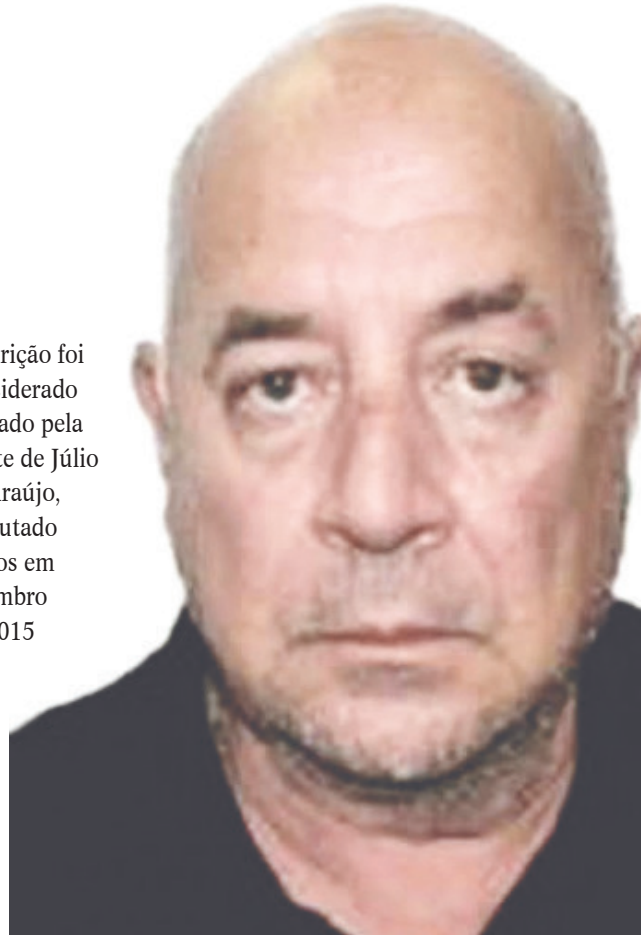 rição foi
iderado
ado pela
te de Júlio
raújo,
utado
os em
mbro
015